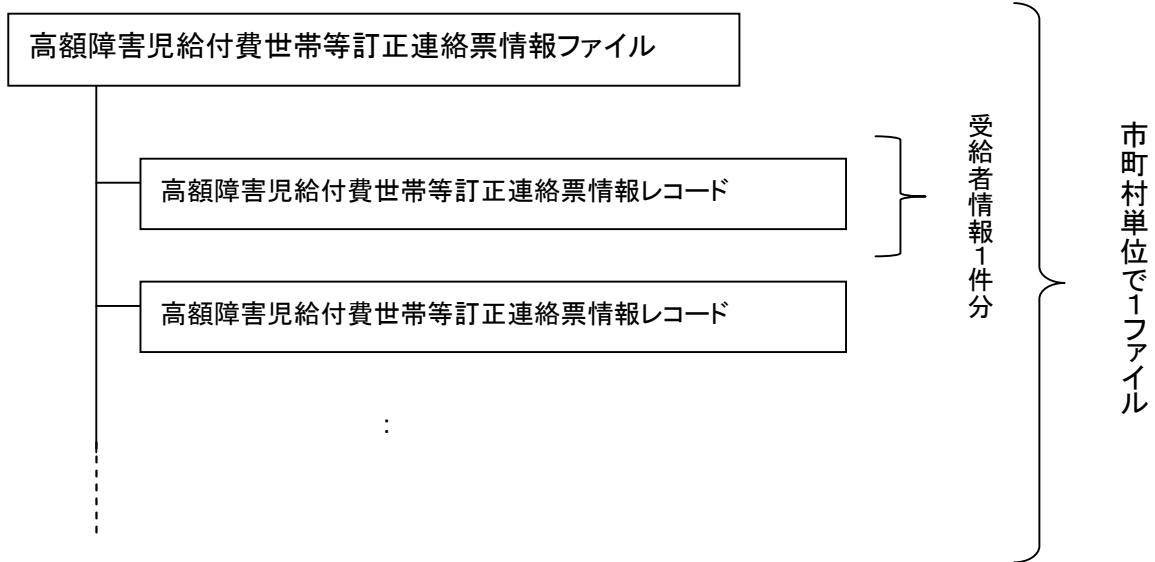 高額障害児給付費世帯等訂正連絡票情報ファイル
高額障害児給付費世帯等訂正連絡票情報レコード
受給者情報1件分
高額障害児給付費世帯等訂正連絡票情報レコード
:
市町村単位で1ファイル